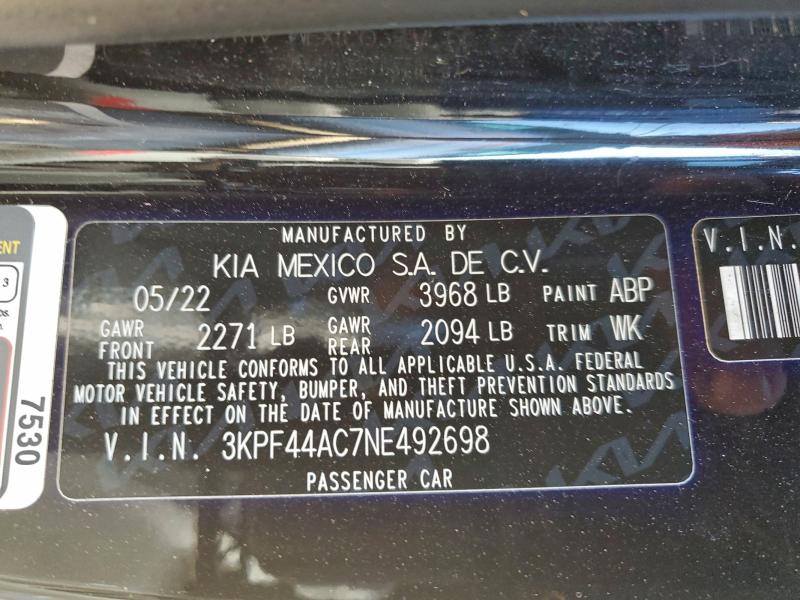 MANUFACTURED BY
KIA MEXICO S.A. DE C.V.
05/22 GVWR 3968 LB PAINT ABP
GAWR FRONT 2271 LB GAWR REAR 2094 LB TRIM WK
THIS VEHICLE CONFORMS TO ALL APPLICABLE U.S.A. FEDERAL
MOTOR VEHICLE SAFETY, BUMPER, AND THEFT PREVENTION STANDARDS
IN EFFECT ON THE DATE OF MANUFACTURE SHOWN ABOVE.
V.I.N. 3KPF44AC7NE492698
PASSENGER CAR
V.I.N.
3
7530